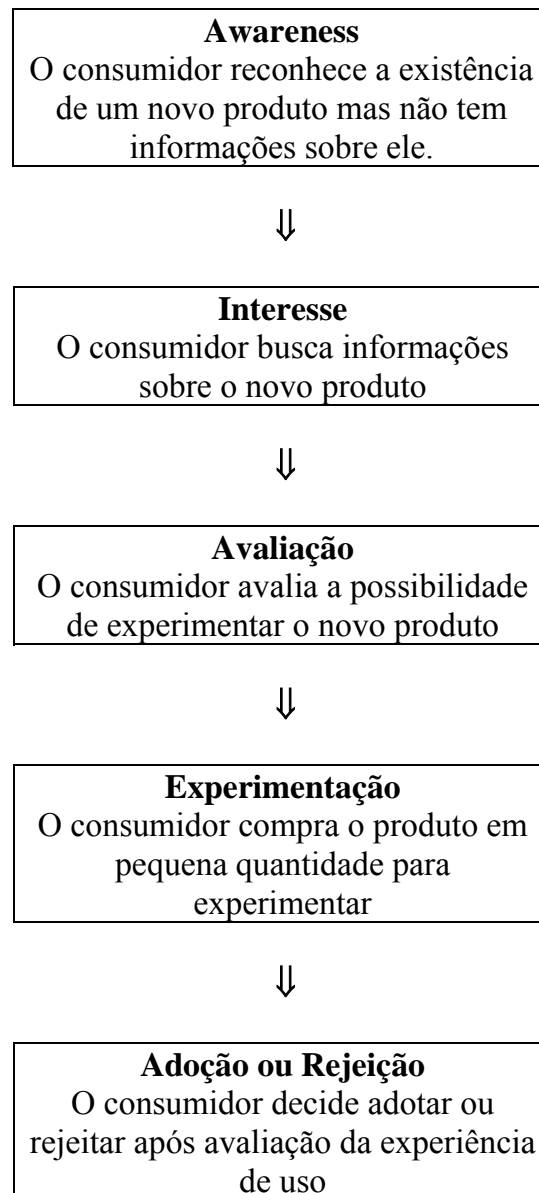 Awareness
O consumidor reconhece a existência
de um novo produto mas não tem
informações sobre ele.
⇓
Interesse
O consumidor busca informações
sobre o novo produto
⇓
Avaliação
O consumidor avalia a possibilidade
de experimentar o novo produto
⇓
Experimentação
O consumidor compra o produto em
pequena quantidade para
experimentar
⇓
Adoção ou Rejeição
O consumidor decide adotar ou
rejeitar após avaliação da experiência
de uso